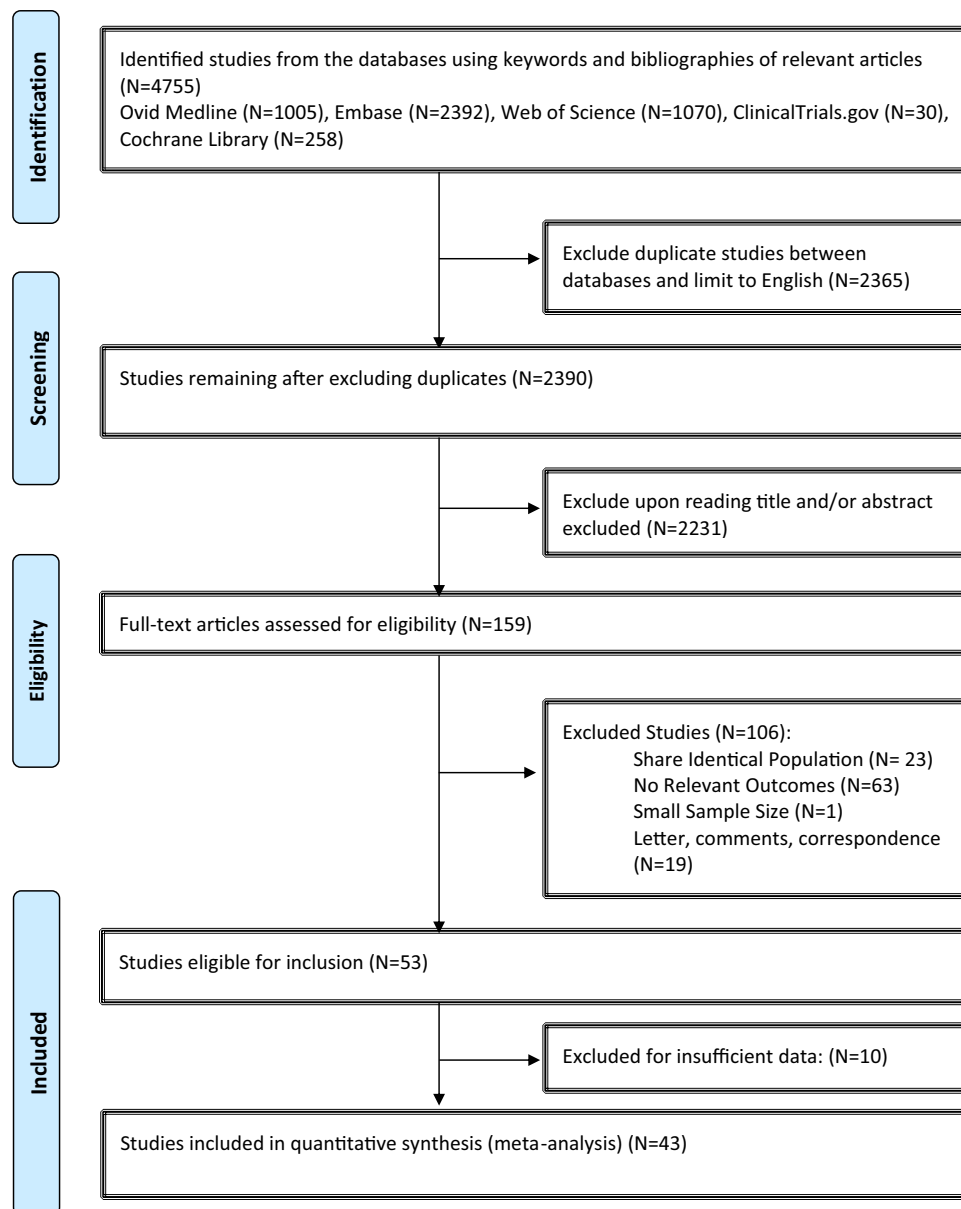 Identification
Identified studies from the databases using keywords and bibliographies of relevant articles
(N=4755)
Ovid Medline (N=1005), Embase (N=2392), Web of Science (N=1070), ClinicalTrials.gov (N=30),
Cochrane Library (N=258)
Exclude duplicate studies between
databases and limit to English (N=2365)
Screening
Studies remaining after excluding duplicates (N=2390)
Exclude upon reading title and/or abstract
excluded (N=2231)
Eligibility
Full-text articles assessed for eligibility (N=159)
Excluded Studies (N=106):
Share Identical Population (N= 23)
No Relevant Outcomes (N=63)
Small Sample Size (N=1)
Letter, comments, correspondence
(N=19)
Included
Studies eligible for inclusion (N=53)
Excluded for insufficient data: (N=10)
Studies included in quantitative synthesis (meta-analysis) (N=43)